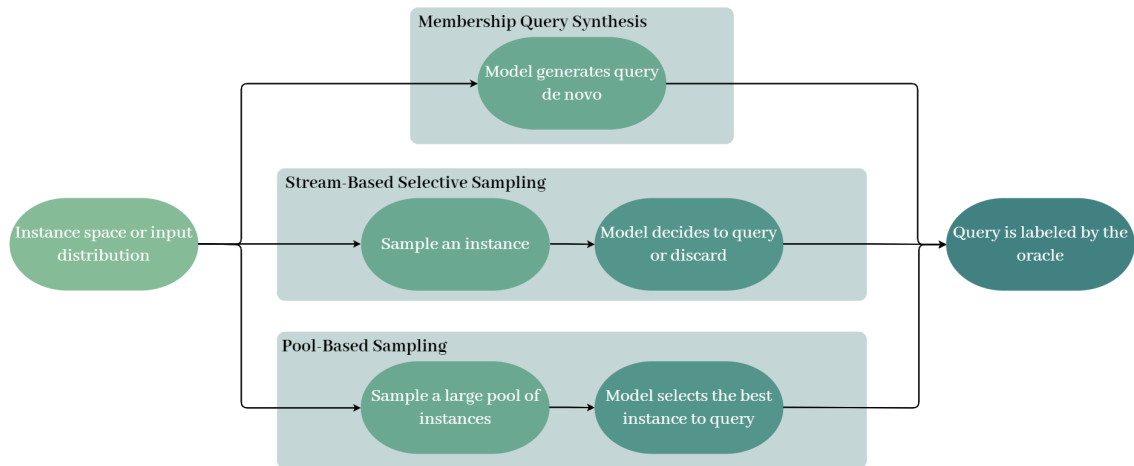 Membership Query Synthesis
Model generates query
de novo
Stream-Based Selective Sampling
Instance space or input
distribution
Sample an instance
Model decides to query
or discard
Query is labeled by the
oracle
Pool-Based Sampling
Sample a large pool of
instances
Model selects the best
instance to query